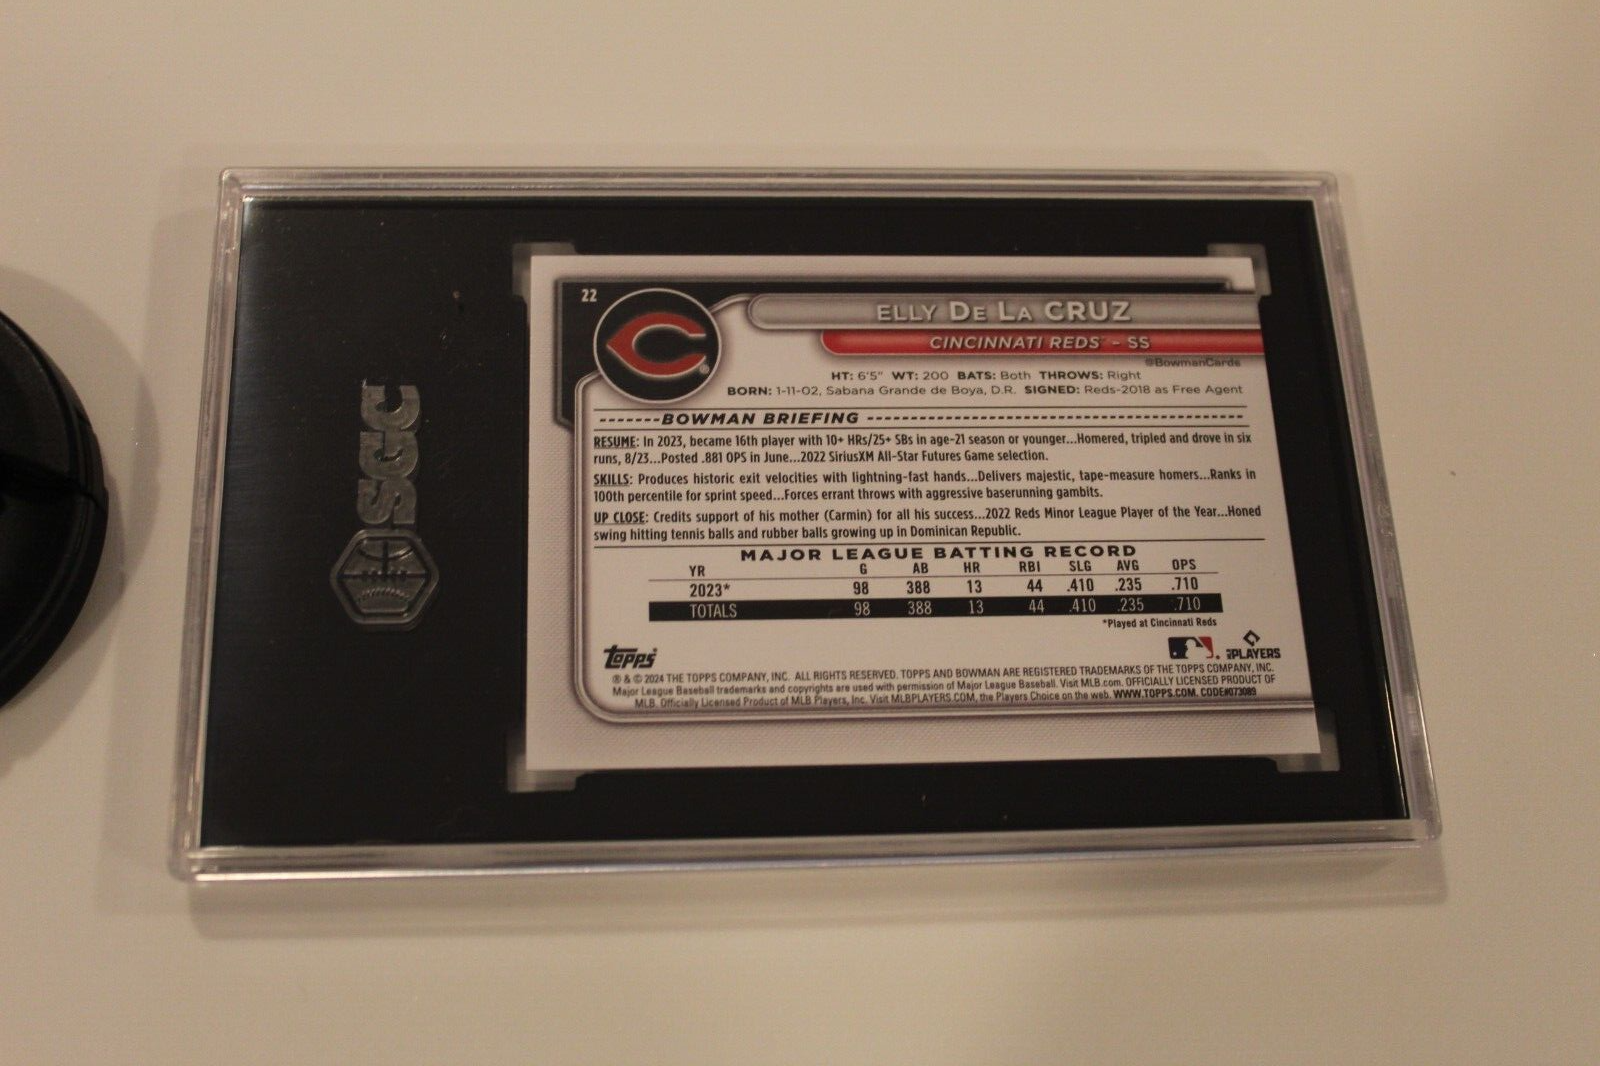 SGC
22
ELLY DE LA CRUZ
CINCINNATI REDS™ - SS
@BowmanCards
HT: 6'5" WT: 200 BATS: Both THROWS: Right
BORN: 1-11-02, Sabana Grande de Boya, D.R. SIGNED: Reds-2018 as Free Agent
BOWMAN BRIEFING
RESUME: In 2023, became 16th player with 10+ HRs/25+ SBs in age-21 season or younger...Homered, tripled and drove in six
runs, 8/23...Posted .881 OPS in June...2022 SiriusXM All-Star Futures Game selection.
SKILLS: Produces historic exit velocities with lightning-fast hands...Delivers majestic, tape-measure homers...Ranks in
100th percentile for sprint speed...Forces errant throws with aggressive baserunning gambits.
UP CLOSE: Credits support of his mother (Carmin) for all his success...2022 Reds Minor League Player of the Year...Honed
swing hitting tennis balls and rubber balls growing up in Dominican Republic.
MAJOR LEAGUE BATTING RECORD
YR G AB HR RBI SLG AVG OPS
2023* 98 388 13 44 .410 .235 .710
TOTALS 98 388 13 44 .410 .235 .710
*Played at Cincinnati Reds
topps
PLAYERS
® & © 2024 THE TOPPS COMPANY, INC. ALL RIGHTS RESERVED. TOPPS AND BOWMAN ARE REGISTERED TRADEMARKS OF THE TOPPS COMPANY, INC.
Major League Baseball trademarks and copyrights are used with permission of Major League Baseball. Visit MLB.com. OFFICIALLY LICENSED PRODUCT OF
MLB. Officially Licensed Product of MLB Players, Inc. Visit MLBPLAYERS.COM, the Players Choice on the web. WWW.TOPPS.COM. CODE#073089